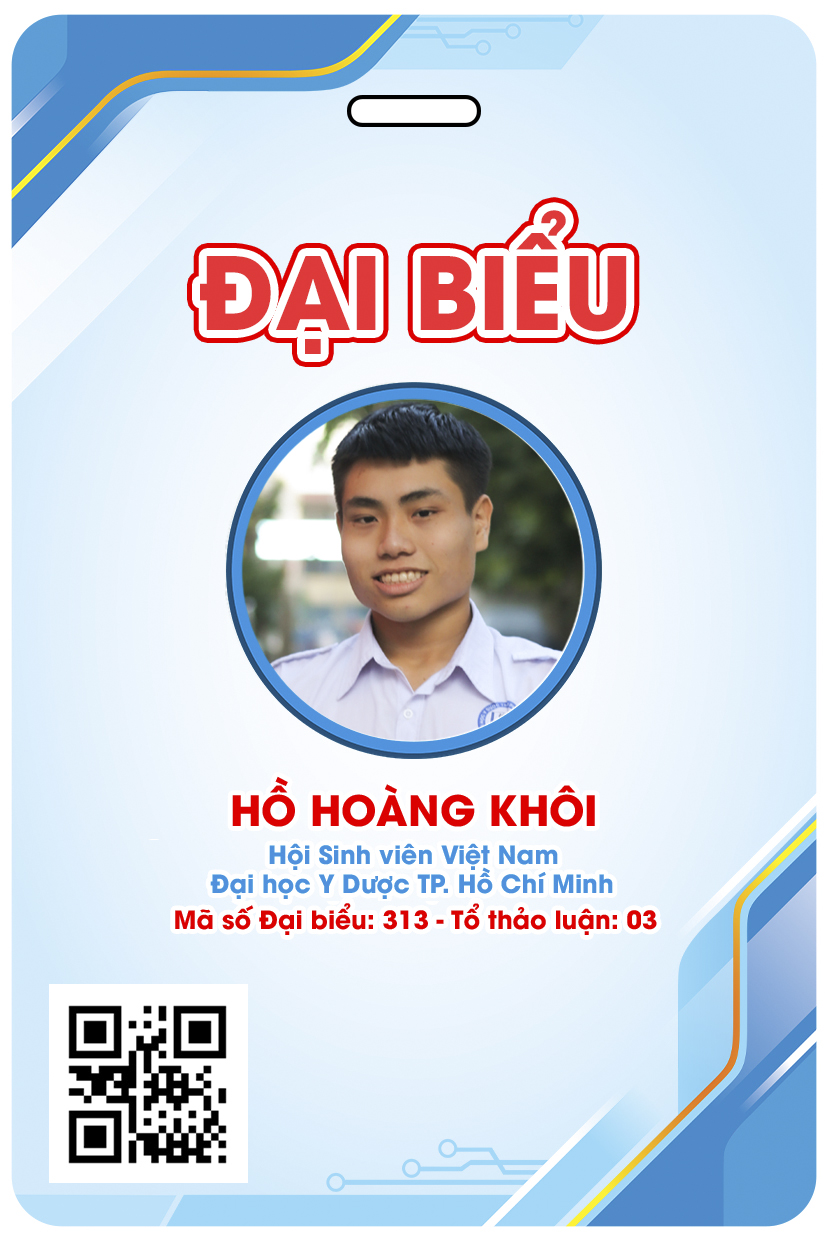 ĐẠI BIỂU
HỒ HOÀNG KHÔI
Hội Sinh viên Việt Nam
Đại học Y Dược TP. Hồ Chí Minh
Mã số Đại biểu: 313 - Tổ thảo luận: 03